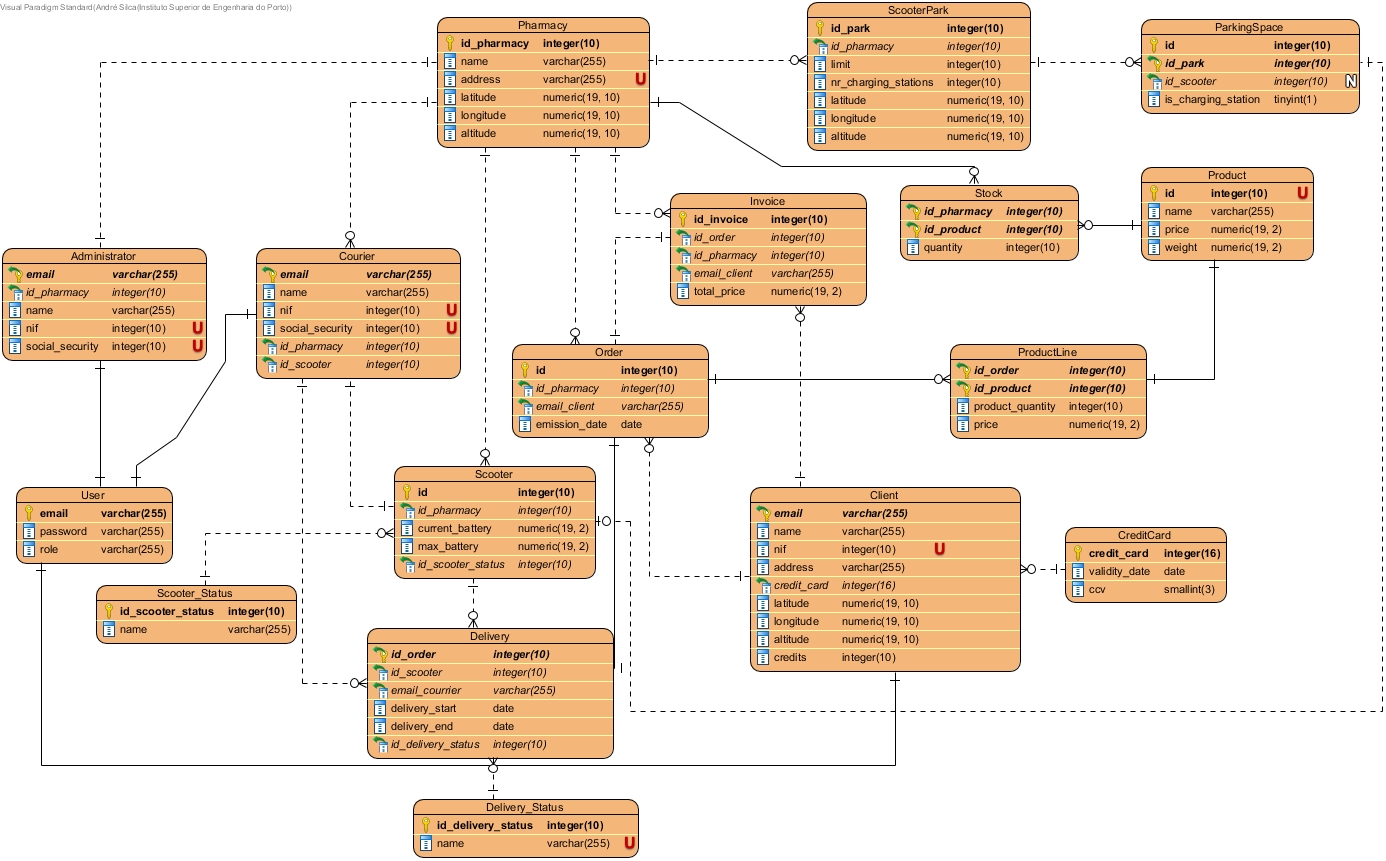 Visual Paradigm Standard(André Silca(Instituto Superior de Engenharia do Porto))
Pharmacy
id_pharmacy integer(10)
name varchar(255)
address varchar(255) U
latitude numeric(19, 10)
longitude numeric(19, 10)
altitude numeric(19, 10)
ScooterPark
id_park integer(10)
id_pharmacy integer(10)
limit integer(10)
nr_charging_stations integer(10)
latitude numeric(19, 10)
longitude numeric(19, 10)
altitude numeric(19, 10)
ParkingSpace
id integer(10)
id_park integer(10)
id_scooter integer(10) N
is_charging_station tinyint(1)
Product
id integer(10) U
name varchar(255)
price numeric(19, 2)
weight numeric(19, 2)
Stock
id_pharmacy integer(10)
id_product integer(10)
quantity integer(10)
Invoice
id_invoice integer(10)
id_order integer(10)
id_pharmacy integer(10)
email_client varchar(255)
total_price numeric(19, 2)
Administrator
email varchar(255)
id_pharmacy integer(10)
name varchar(255)
nif integer(10) U
social_security integer(10) U
Courier
email varchar(255)
name varchar(255)
nif integer(10) U
social_security integer(10) U
id_pharmacy integer(10)
id_scooter integer(10)
Order
id integer(10)
id_pharmacy integer(10)
email_client varchar(255)
emission_date date
ProductLine
id_order integer(10)
id_product integer(10)
product_quantity integer(10)
price numeric(19, 2)
User
email varchar(255)
password varchar(255)
role varchar(255)
Scooter
id integer(10)
id_pharmacy integer(10)
current_battery numeric(19, 2)
max_battery numeric(19, 2)
id_scooter_status integer(10)
Client
email varchar(255)
name varchar(255)
nif integer(10) U
address varchar(255)
credit_card integer(16)
latitude numeric(19, 10)
longitude numeric(19, 10)
altitude numeric(19, 10)
credits integer(10)
CreditCard
credit_card integer(16)
validity_date date
ccv smallint(3)
Scooter_Status
id_scooter_status integer(10)
name varchar(255)
Delivery
id_order integer(10)
id_scooter integer(10)
email_courrier varchar(255)
delivery_start date
delivery_end date
id_delivery_status integer(10)
Delivery_Status
id_delivery_status integer(10)
name varchar(255) U